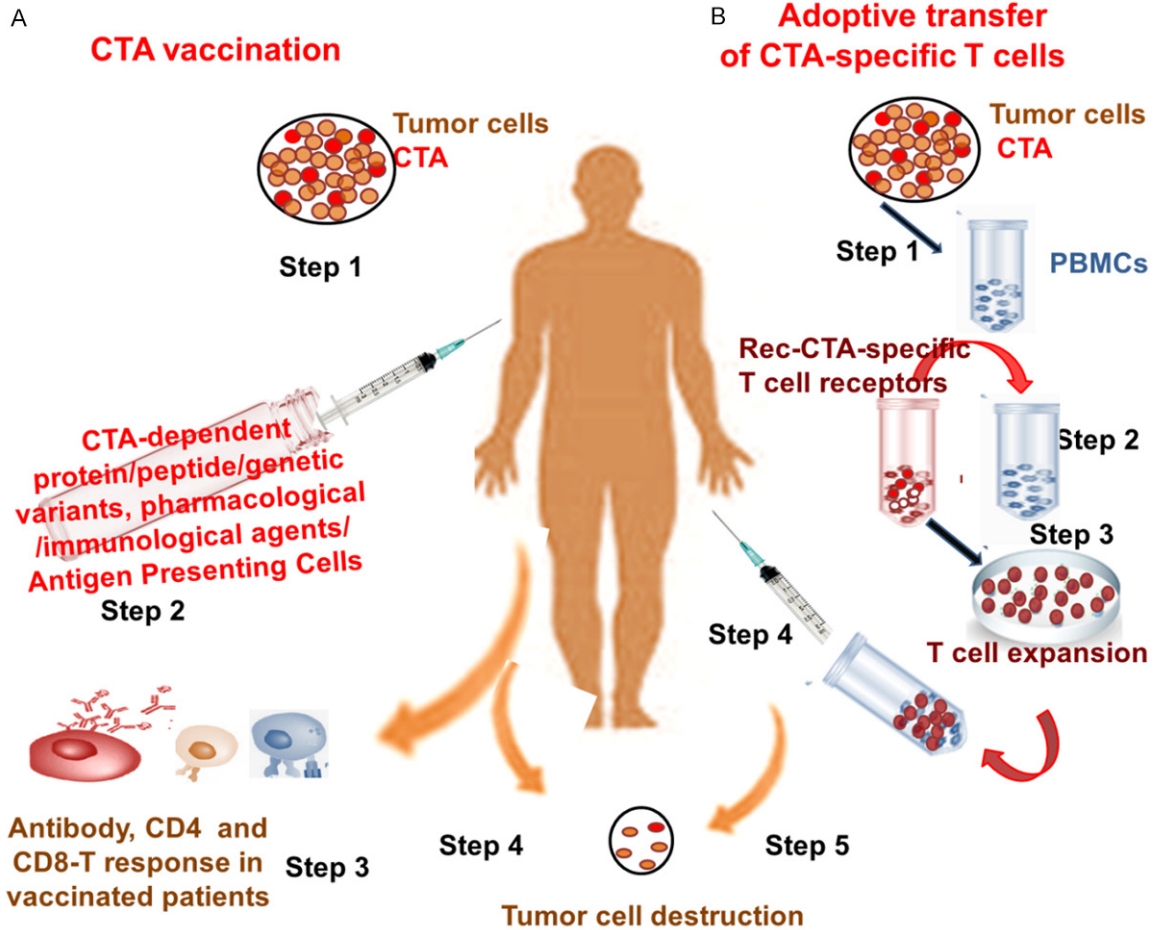 A
CTA vaccination
Tumor cells
CTA
Step 1
CTA-dependent
protein/peptide/genetic
variants, pharmacological
/immunological agents/
Antigen Presenting Cells
Step 2
Antibody, CD4 and
CD8-T response in
vaccinated patients
Step 3
Step 4
B
Adoptive transfer
of CTA-specific T cells
Tumor cells
CTA
Step 1
PBMCs
Rec-CTA-specific
T cell receptors
Step 2
Step 3
T cell expansion
Step 4
Step 5
Tumor cell destruction